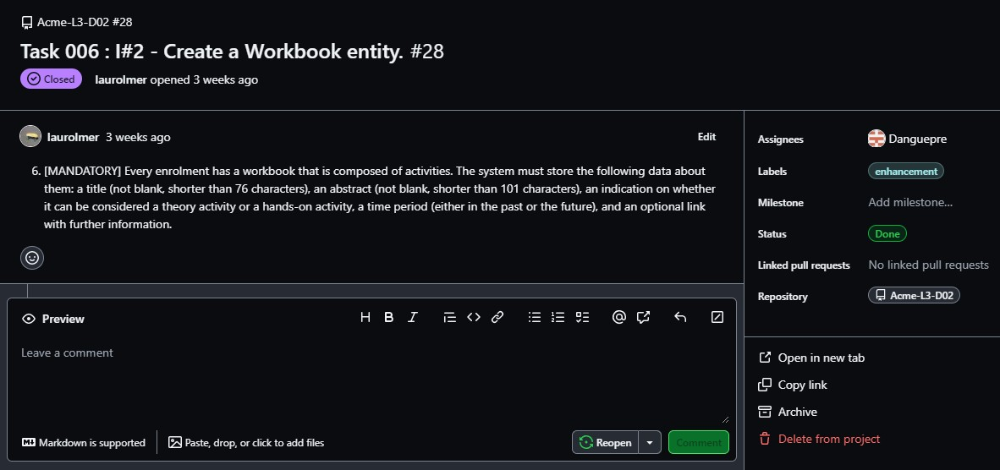 Acme-L3-D02 #28
Task 006 : I#2 - Create a Workbook entity. #28
Closed laurolmer opened 3 weeks ago
laurolmer 3 weeks ago Edit
6. [MANDATORY] Every enrolment has a workbook that is composed of activities. The system must store the following data about
them: a title (not blank, shorter than 76 characters), an abstract (not blank, shorter than 101 characters), an indication on whether
it can be considered a theory activity or a hands-on activity, a time period (either in the past or the future), and an optional link
with further information.
Preview
Leave a comment
Markdown is supported Paste, drop, or click to add files Reopen Comment
Assignees Danguepre
Labels enhancement
Milestone Add milestone...
Status Done
Linked pull requests No linked pull requests
Repository Acme-L3-D02
Open in new tab
Copy link
Archive
Delete from project